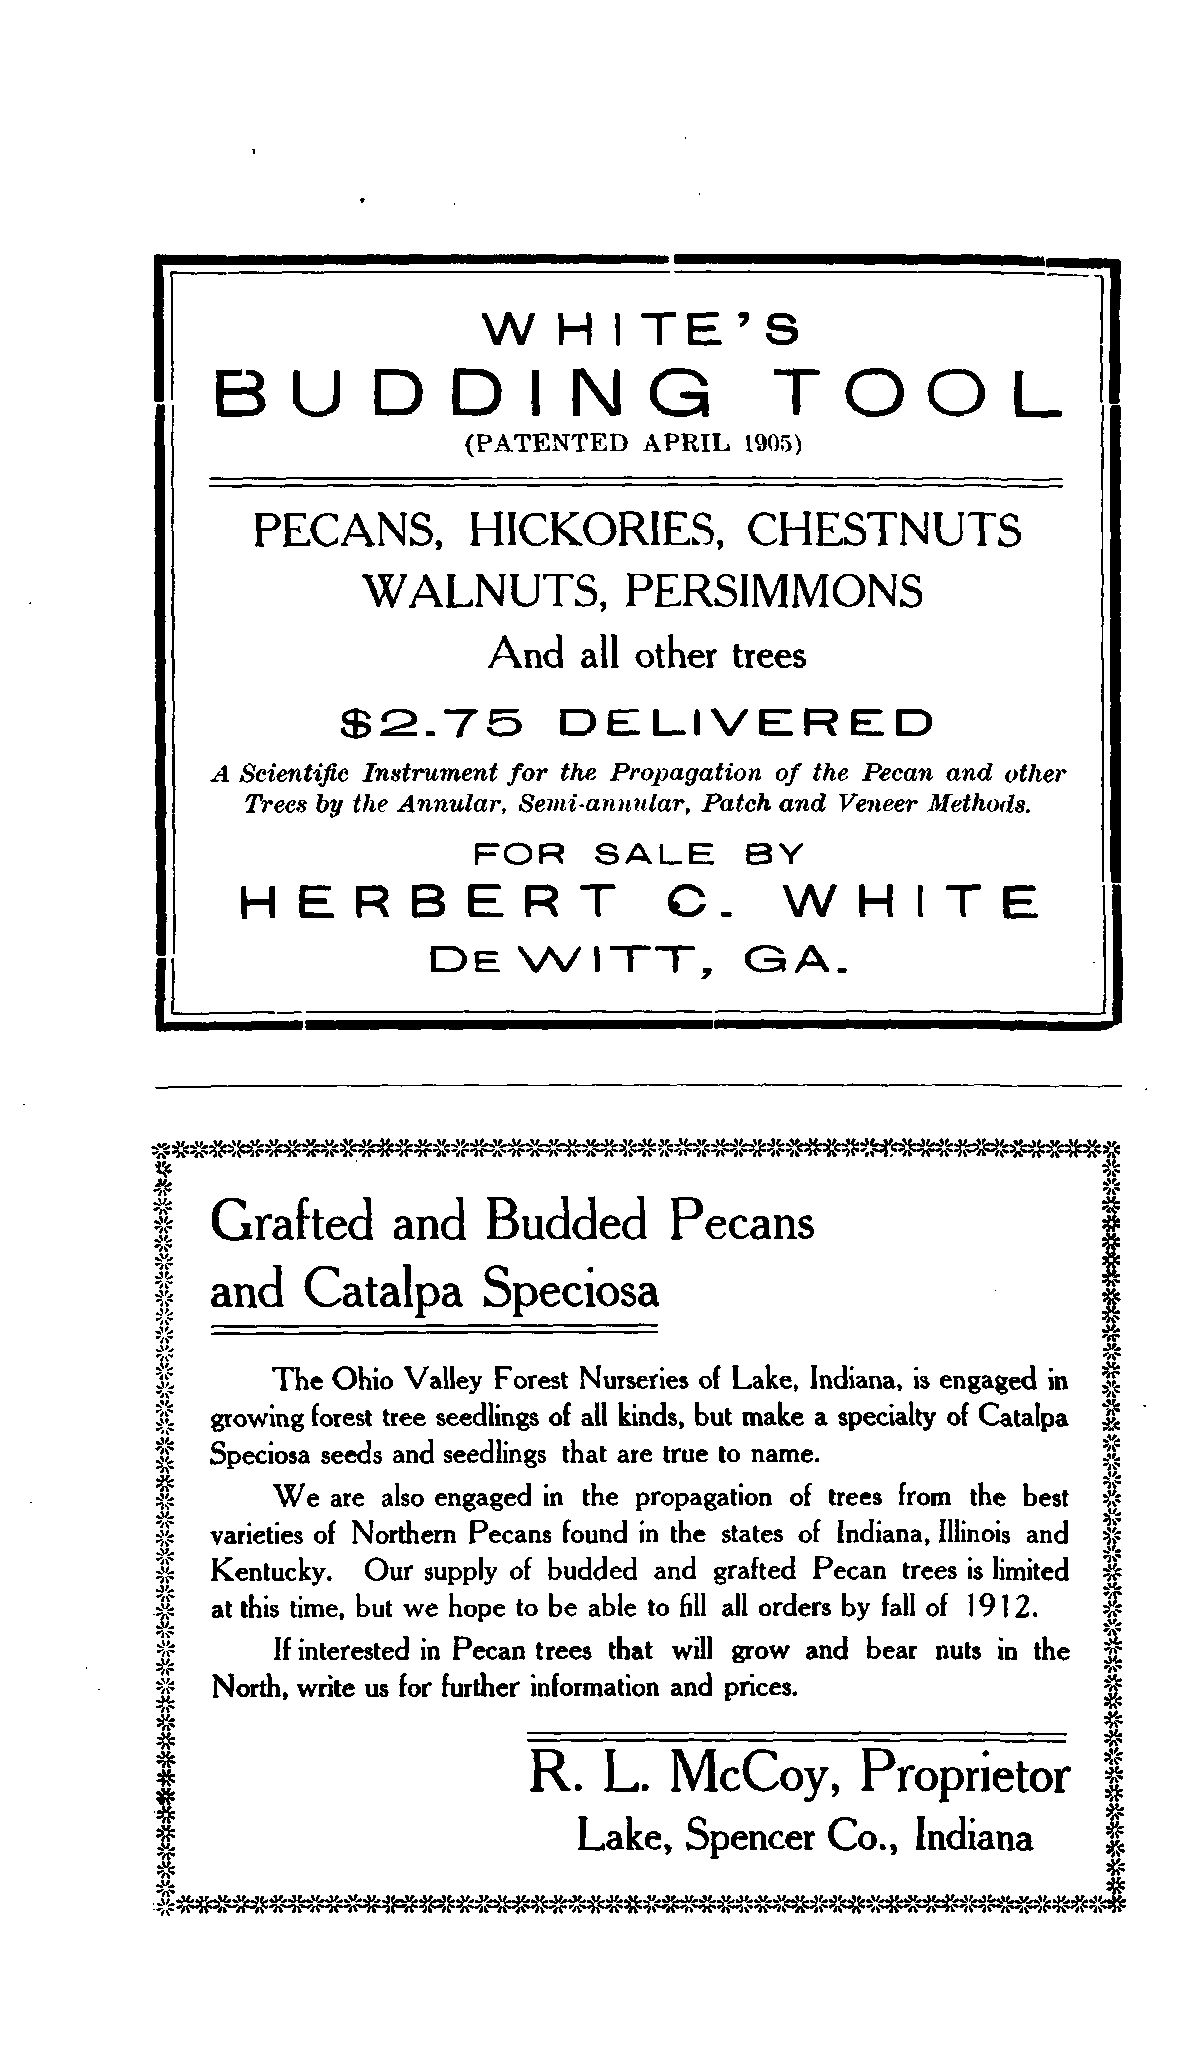 WHITE'S
BUDDING TOOL
(PATENTED APRIL 1905)
PECANS, HICKORIES, CHESTNUTS
WALNUTS, PERSIMMONS
And all other trees
$2.75 DELIVERED
A Scientific Instrument for the Propagation of the Pecan and other
Trees by the Annular, Semi-annular, Patch and Veneer Methods.
FOR SALE BY
HERBERT C. WHITE
DEWITT, GA.
Grafted and Budded Pecans
and Catalpa Speciosa
The Ohio Valley Forest Nurseries of Lake, Indiana, is engaged in
growing forest tree seedlings of all kinds, but make a specialty of Catalpa
Speciosa seeds and seedlings that are true to name.
We are also engaged in the propagation of trees from the best
varieties of Northern Pecans found in the states of Indiana, Illinois and
Kentucky. Our supply of budded and grafted Pecan trees is limited
at this time, but we hope to be able to fill all orders by fall of 1912.
If interested in Pecan trees that will grow and bear nuts in the
North, write us for further information and prices.
R. L. McCoy, Proprietor
Lake, Spencer Co., Indiana